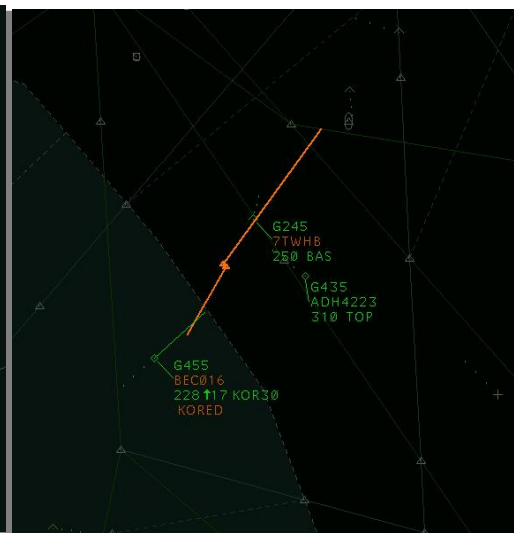 G245
7TWHB
250 BAS
G435
ADH4223
310 TOP
G455
BEC016
228⬆17 KOR30
KORED